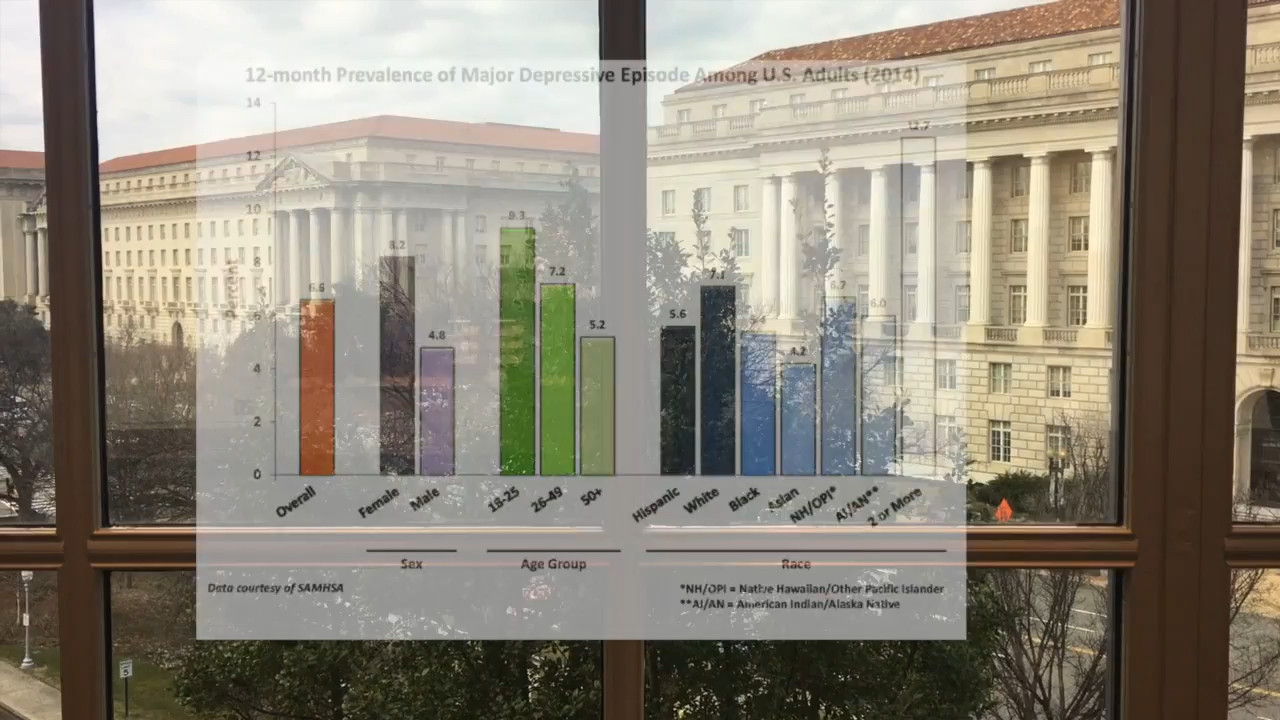 12-month Prevalence of Major Depressive Episode Among U.S. Adults (2014)
14
12
10
8
6
4
2
0
6.6
8.2
4.8
9.3
7.2
5.2
5.6
7.1
4.2
8.7
6.0
12.7
Overall
Female
Male
18-25
26-49
50+
Hispanic
White
Black
Asian
NH/OPI*
AI/AN**
2 or More
Sex
Age Group
Race
Data courtesy of SAMHSA
*NH/OPI = Native Hawaiian/Other Pacific Islander
**AI/AN = American Indian/Alaska Native
5